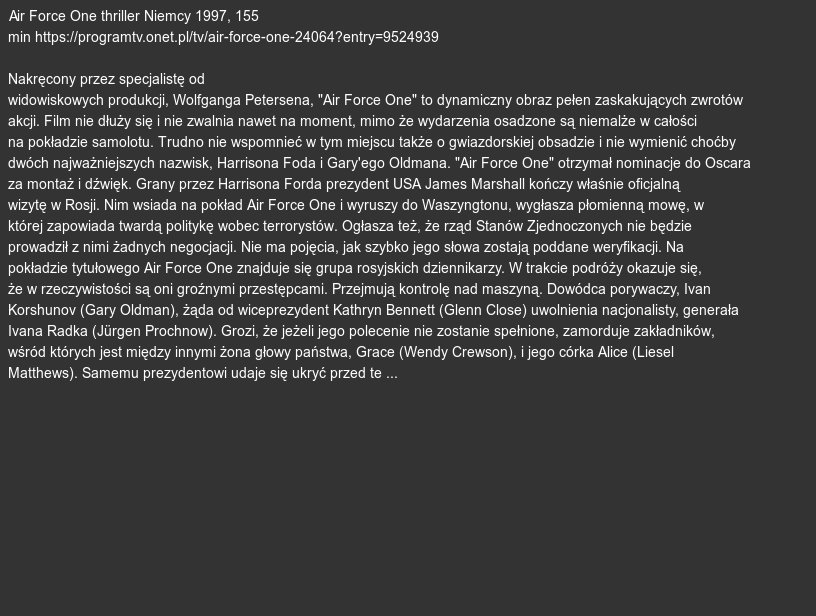 Air Force One thriller Niemcy 1997, 155
min https://programtv.onet.pl/tv/air-force-one-24064?entry=9524939
Nakręcony przez specjalistę od
widowiskowych produkcji, Wolfganga Petersena, "Air Force One" to dynamiczny obraz pełen zaskakujących zwrotów
akcji. Film nie dłuży się i nie zwalnia nawet na moment, mimo że wydarzenia osadzone są niemalże w całości
na pokładzie samolotu. Trudno nie wspomnieć w tym miejscu także o gwiazdorskiej obsadzie i nie wymienić choćby
dwóch najważniejszych nazwisk, Harrisona Foda i Gary'ego Oldmana. "Air Force One" otrzymał nominacje do Oscara
za montaż i dźwięk. Grany przez Harrisona Forda prezydent USA James Marshall kończy właśnie oficjalną
wizytę w Rosji. Nim wsiada na pokład Air Force One i wyruszy do Waszyngtonu, wygłasza płomienną mowę, w
której zapowiada twardą politykę wobec terrorystów. Ogłasza też, że rząd Stanów Zjednoczonych nie będzie
prowadził z nimi żadnych negocjacji. Nie ma pojęcia, jak szybko jego słowa zostają poddane weryfikacji. Na
pokładzie tytułowego Air Force One znajduje się grupa rosyjskich dziennikarzy. W trakcie podróży okazuje się,
że w rzeczywistości są oni groźnymi przestępcami. Przejmują kontrolę nad maszyną. Dowódca porywaczy, Ivan
Korshunov (Gary Oldman), żąda od wiceprezydent Kathryn Bennett (Glenn Close) uwolnienia nacjonalisty, generała
Ivana Radka (Jürgen Prochnow). Grozi, że jeżeli jego polecenie nie zostanie spełnione, zamorduje zakładników,
wśród których jest między innymi żona głowy państwa, Grace (Wendy Crewson), i jego córka Alice (Liesel
Matthews). Samemu prezydentowi udaje się ukryć przed te ...